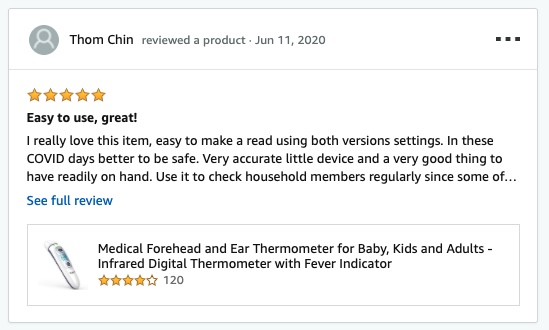 Thom Chin reviewed a product · Jun 11, 2020
Easy to use, great!
I really love this item, easy to make a read using both versions settings. In these
COVID days better to be safe. Very accurate little device and a very good thing to
have readily on hand. Use it to check household members regularly since some of...
See full review
Medical Forehead and Ear Thermometer for Baby, Kids and Adults -
Infrared Digital Thermometer with Fever Indicator
120